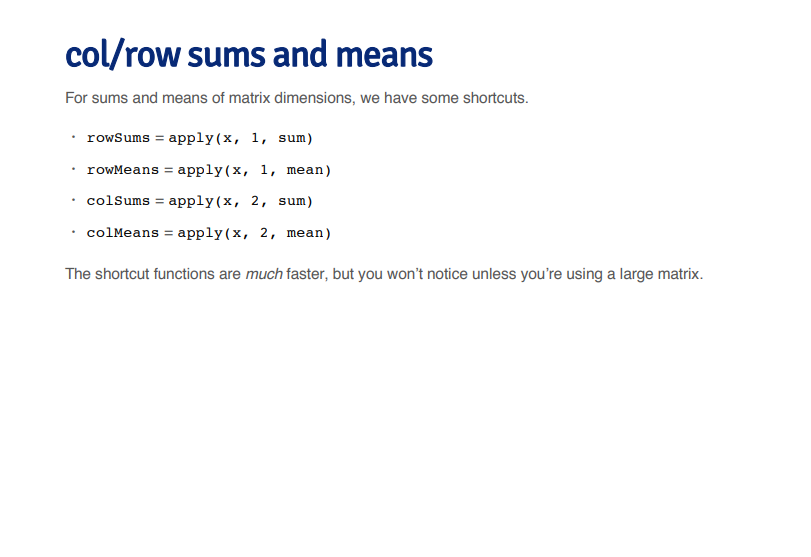 col/row sums and means
For sums and means of matrix dimensions, we have some shortcuts.
· rowSums = apply(x, 1, sum)
· rowMeans = apply(x, 1, mean)
· colSums = apply(x, 2, sum)
· colMeans = apply(x, 2, mean)
The shortcut functions are much faster, but you won’t notice unless you’re using a large matrix.